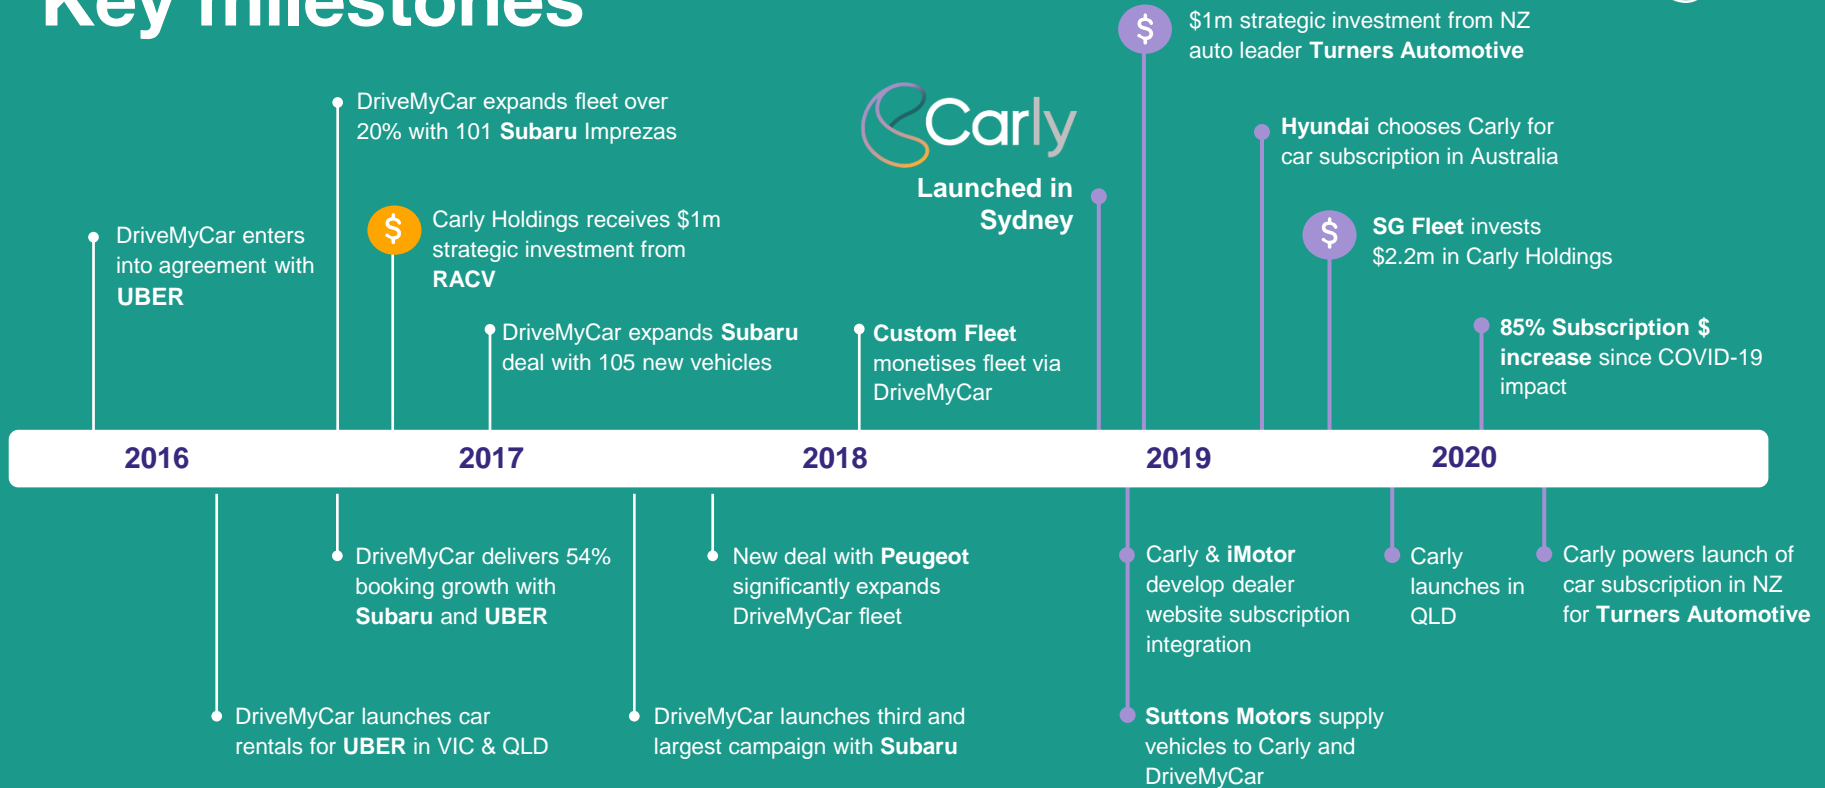 Key milestones
$1m strategic investment from NZ
auto leader Turners Automotive
DriveMyCar expands fleet over
20% with 101 Subaru Imprezas
Carly
Launched in
Sydney
Hyundai chooses Carly for
car subscription in Australia
DriveMyCar enters
into agreement with
UBER
$
Carly Holdings receives $1m
strategic investment from
RACV
$
SG Fleet invests
$2.2m in Carly Holdings
$
DriveMyCar expands Subaru
deal with 105 new vehicles
Custom Fleet
monetises fleet via
DriveMyCar
85% Subscription $
increase since COVID-19
impact
2016
2017
2018
2019
2020
DriveMyCar delivers 54%
booking growth with
Subaru and UBER
New deal with Peugeot
significantly expands
DriveMyCar fleet
Carly & iMotor
develop dealer
website subscription
integration
Carly
launches in
QLD
Carly powers launch of
car subscription in NZ
for Turners Automotive
DriveMyCar launches car
rentals for UBER in VIC & QLD
DriveMyCar launches third and
largest campaign with Subaru
Suttons Motors supply
vehicles to Carly and
DriveMyCar